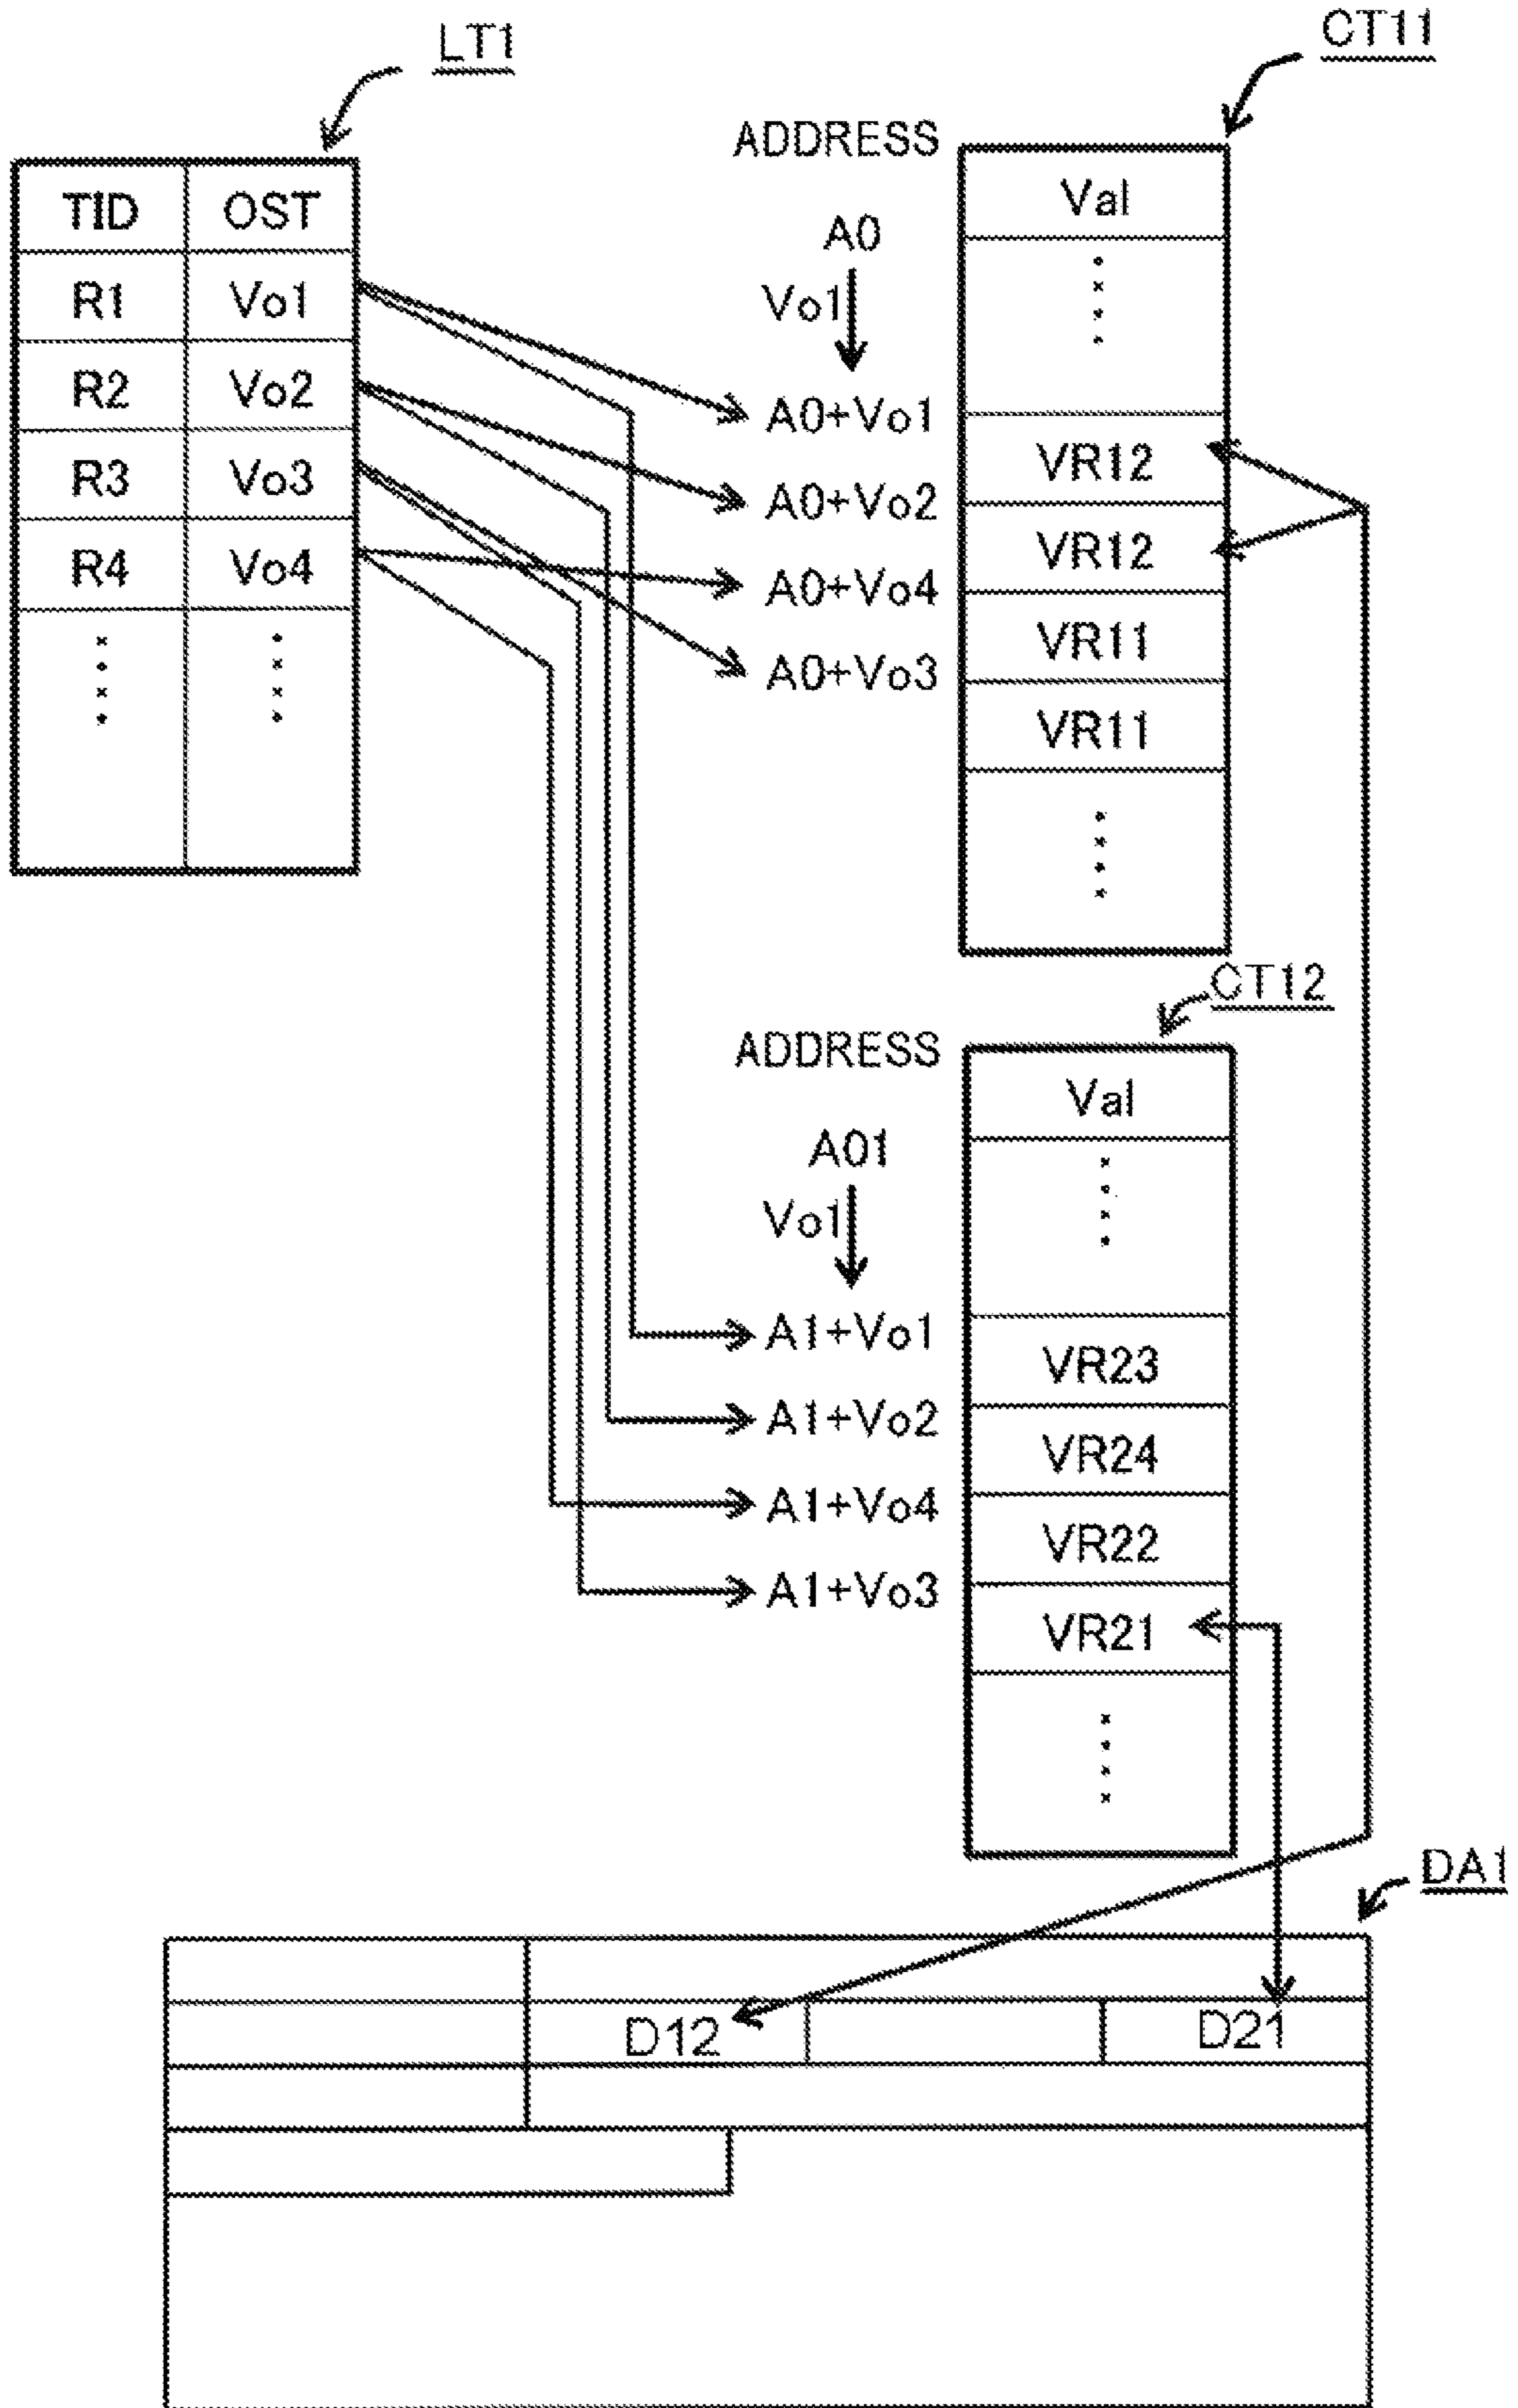 LT1
TID OST
R1 Vo1
R2 Vo2
R3 Vo3
R4 Vo4
CT11
ADDRESS
Val
A0
Vo1
A0+Vo1
VR12
A0+Vo2
VR12
A0+Vo4
VR11
A0+Vo3
VR11
CT12
ADDRESS
Val
A01
Vo1
A1+Vo1
VR23
A1+Vo2
VR24
A1+Vo4
VR22
A1+Vo3
VR21
DA1
D12 D21